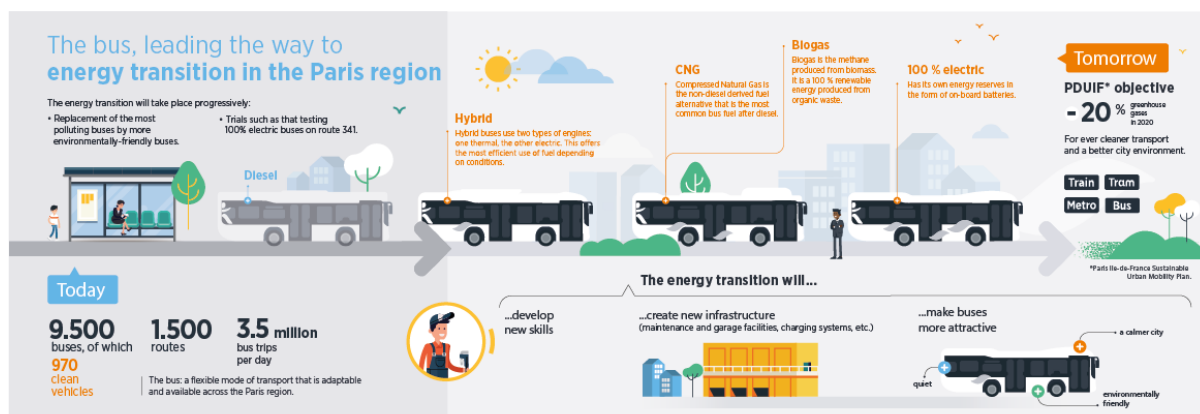 The bus, leading the way to
energy transition in the Paris region
The energy transition will take place progressively:
• Replacement of the most
polluting buses by more
environmentally-friendly buses.
• Trials such as that testing
100% electric buses on route 341.
Diesel
Hybrid
Hybrid buses use two types of engines:
one thermal, the other electric. This offers
the most efficient use of fuel depending
on conditions.
CNG
Compressed Natural Gas is
the non-diesel derived fuel
alternative that is the most
common bus fuel after diesel.
Biogas
Biogas is the methane
produced from biomass.
It is a 100 % renewable
energy produced from
organic waste.
100 % electric
Has its own energy reserves in
the form of on-board batteries.
Tomorrow
PDUIF* objective
- 20 % greenhouse
gases
in 2020
For ever cleaner transport
and a better city environment.
Train Tram
Metro Bus
*Paris Ile-de-France Sustainable
Urban Mobility Plan.
Today
9.500
buses, of which
970
clean
vehicles
1.500
routes
3.5 million
bus trips
per day
The bus: a flexible mode of transport that is adaptable
and available across the Paris region.
The energy transition will...
...develop
new skills
...create new infrastructure
(maintenance and garage facilities, charging systems, etc.)
...make buses
more attractive
a calmer city
quiet
environmentally
friendly